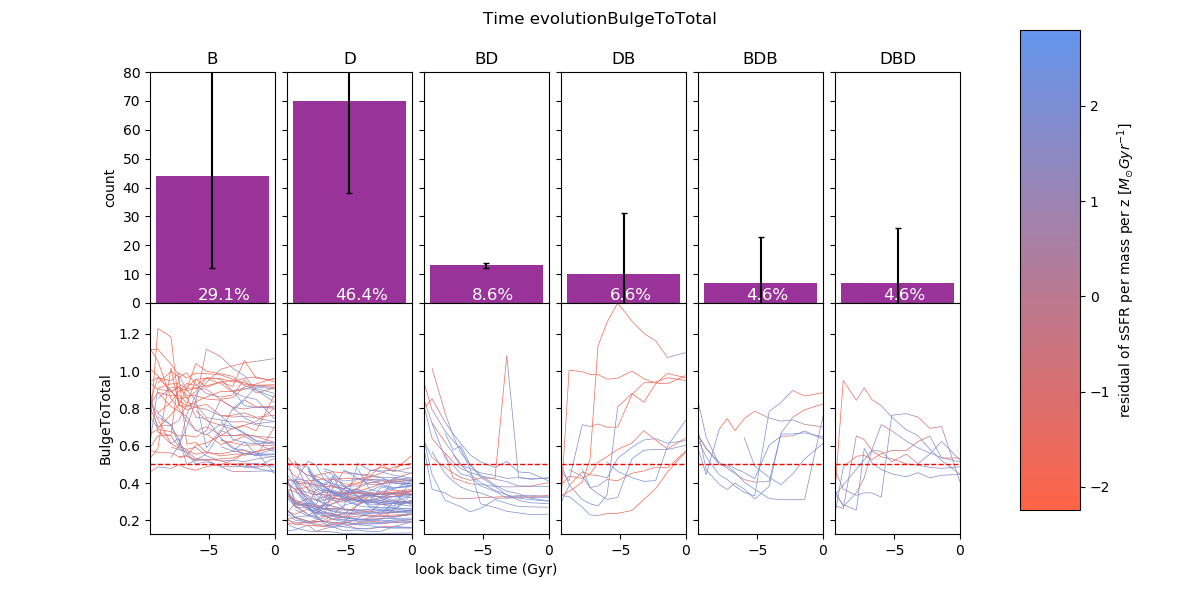 Time evolutionBulgeToTotal
B D BD DB BDB DBD
80
70
60
50
40
30
20
10
0
count
29.1% 46.4% 8.6% 6.6% 4.6% 4.6%
1.2
1.0
0.8
0.6
0.4
0.2
BulgeToTotal
−5 0 −5 0 −5 0 −5 0 −5 0 −5 0
look back time (Gyr)
2
1
0
−1
−2
residual of sSFR per mass per z [M⊙Gyr⁻¹]